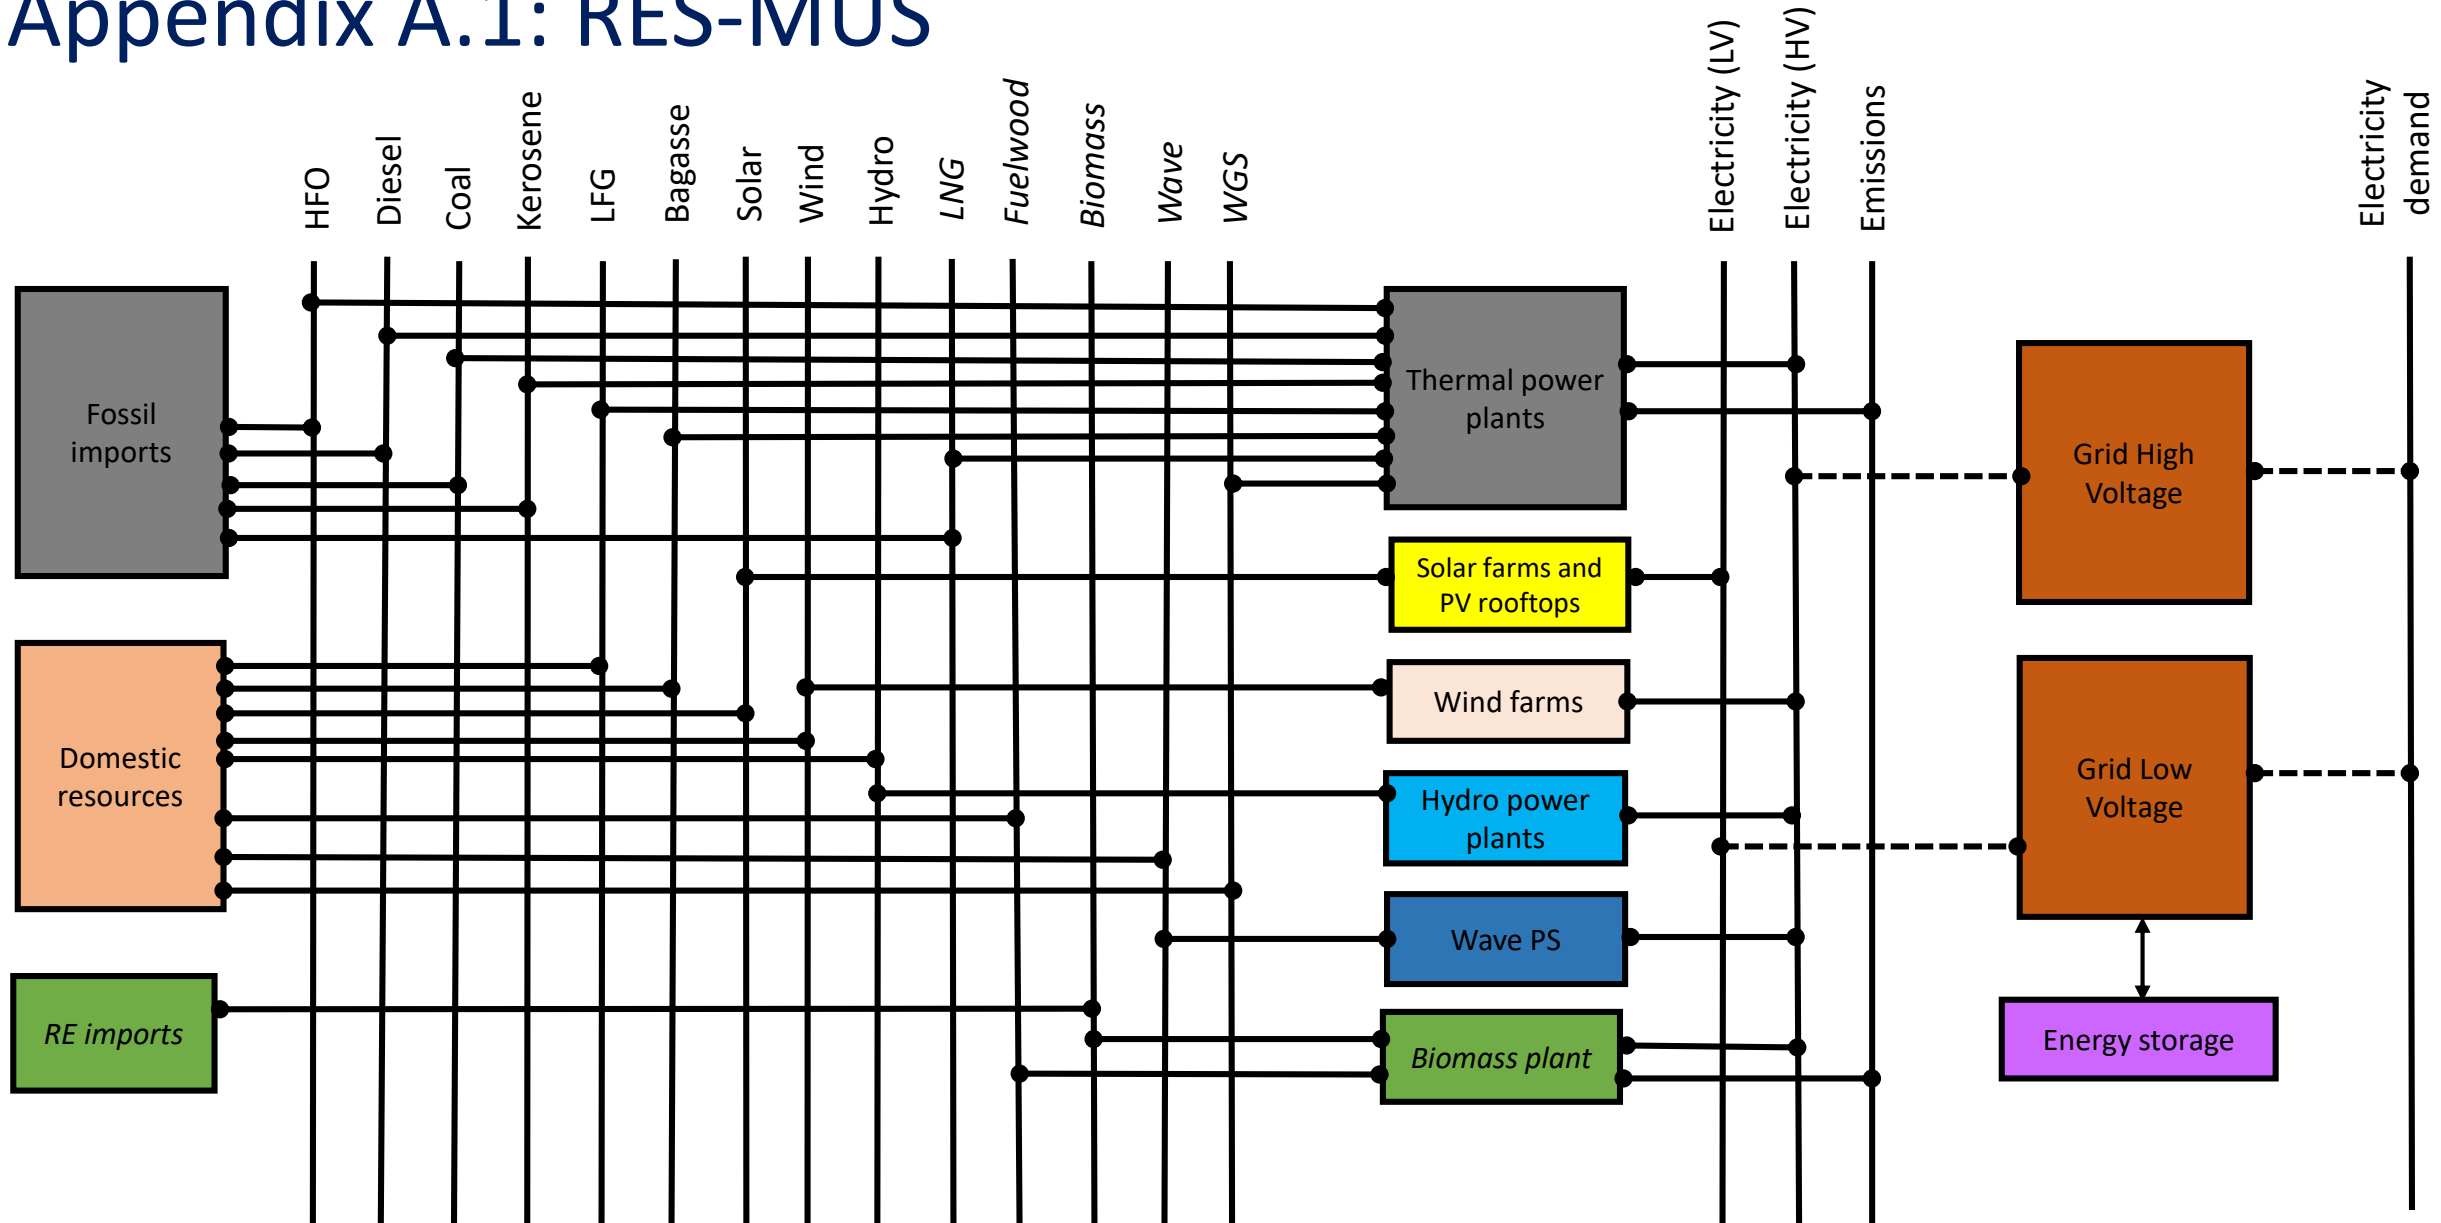 Appendix A.1: RES-MUS
HFO
Diesel
Coal
Kerosene
LFG
Bagasse
Solar
Wind
Hydro
LNG
Fuelwood
Biomass
Wave
WGS
Electricity (LV)
Electricity (HV)
Emissions
Electricity
demand
Fossil
imports
Thermal power
plants
Grid High
Voltage
Solar farms and
PV rooftops
Domestic
resources
Wind farms
Hydro power
plants
Grid Low
Voltage
Wave PS
RE imports
Biomass plant
Energy storage